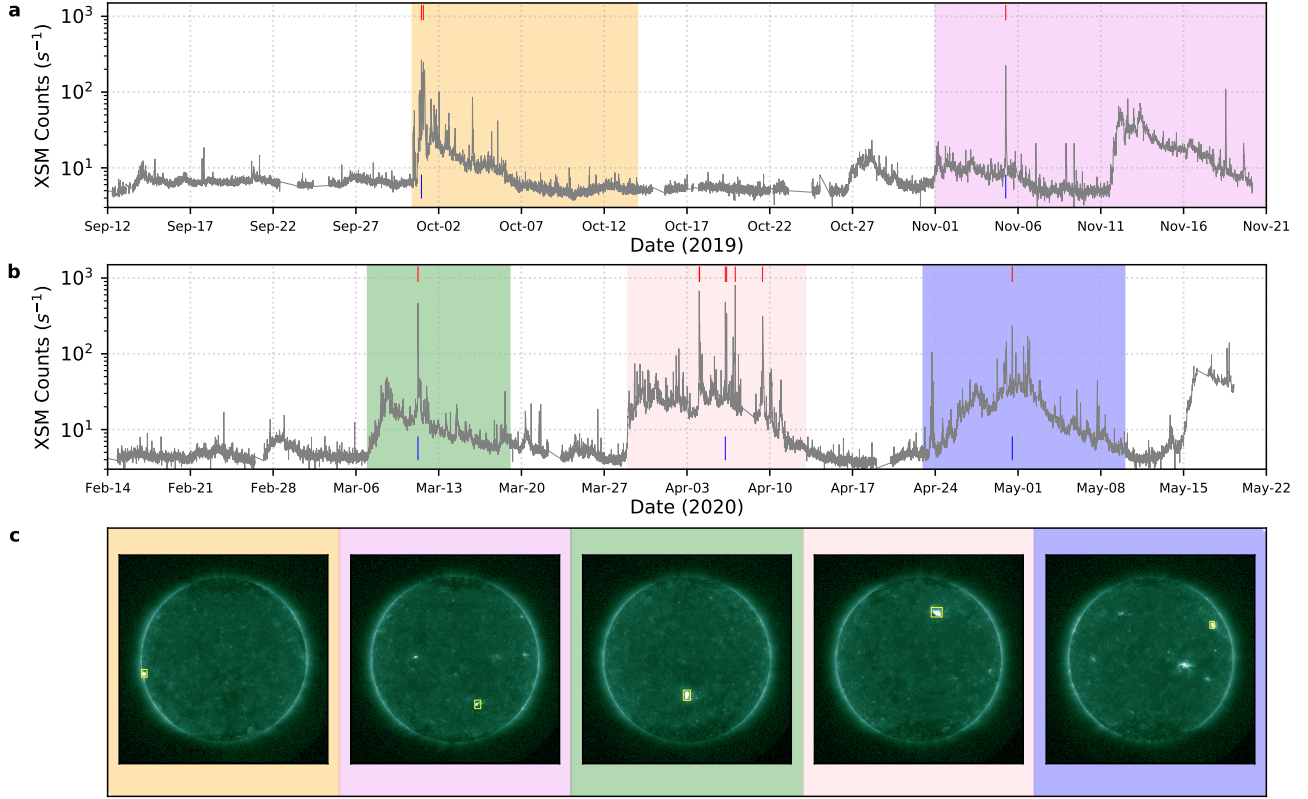 a
XSM Counts (s⁻¹)
10³
10²
10¹
Sep-12 Sep-17 Sep-22 Sep-27 Oct-02 Oct-07 Oct-12 Oct-17 Oct-22 Oct-27 Nov-01 Nov-06 Nov-11 Nov-16 Nov-21
Date (2019)
b
XSM Counts (s⁻¹)
10³
10²
10¹
Feb-14 Feb-21 Feb-28 Mar-06 Mar-13 Mar-20 Mar-27 Apr-03 Apr-10 Apr-17 Apr-24 May-01 May-08 May-15 May-22
Date (2020)
c